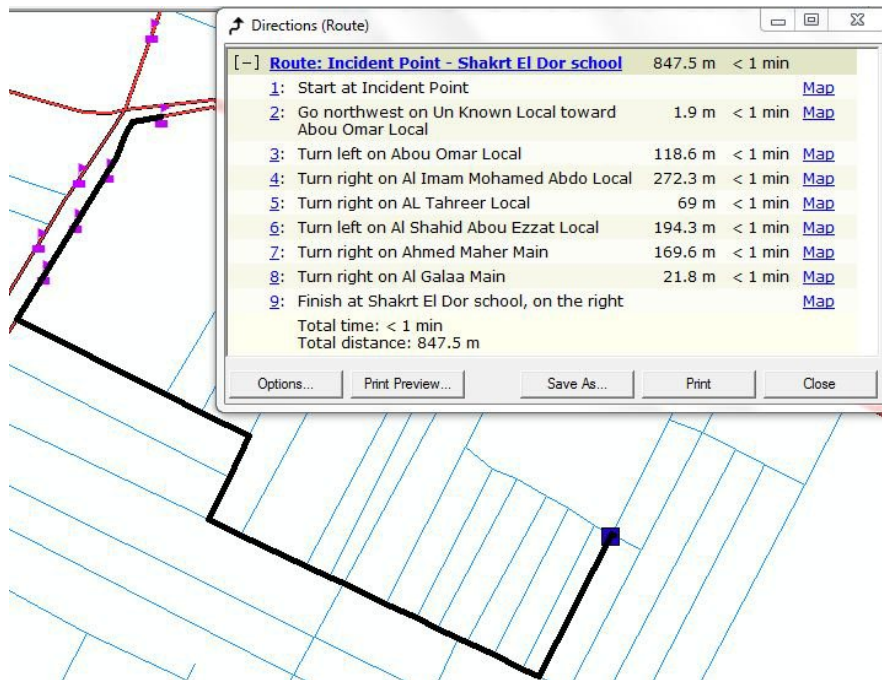 Directions (Route)
[-] Route: Incident Point - Shakrt El Dor school 847.5 m < 1 min
1: Start at Incident Point Map
2: Go northwest on Un Known Local toward 1.9 m < 1 min Map
Abou Omar Local
3: Turn left on Abou Omar Local 118.6 m < 1 min Map
4: Turn right on Al Imam Mohamed Abdo Local 272.3 m < 1 min Map
5: Turn right on AL Tahreer Local 69 m < 1 min Map
6: Turn left on Al Shahid Abou Ezzat Local 194.3 m < 1 min Map
7: Turn right on Ahmed Maher Main 169.6 m < 1 min Map
8: Turn right on Al Galaa Main 21.8 m < 1 min Map
9: Finish at Shakrt El Dor school, on the right Map
Total time: < 1 min
Total distance: 847.5 m
Options... Print Preview... Save As... Print Close